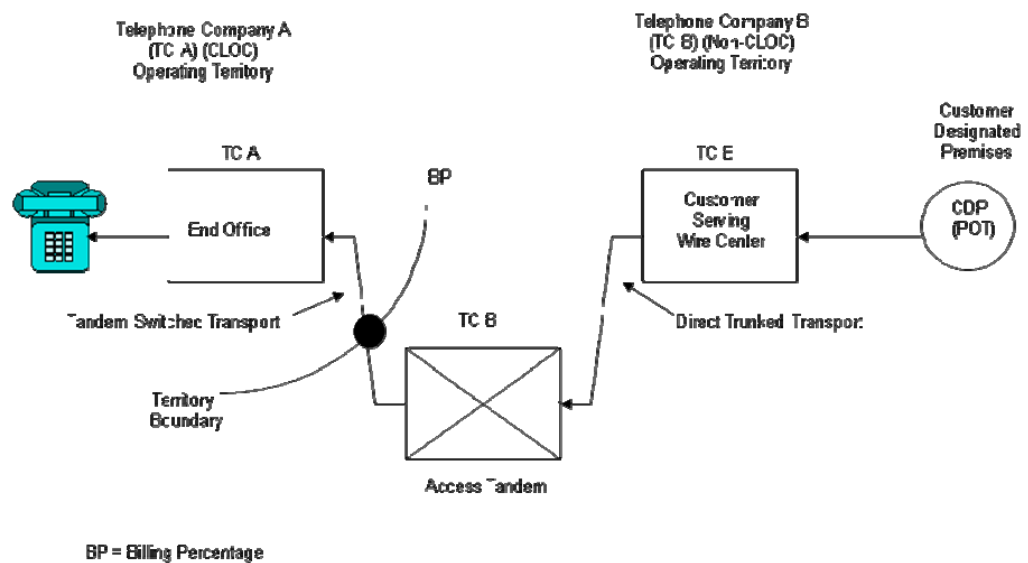 Telephone Company A
(TC A) (CLOC)
Operating Territory
Telephone Company B
(TC B) (Non-CLOC)
Operating Territory
Customer
Designated
Premises
TC A
BP
TC E
End Office
Customer
Serving
Wire Center
CDP
(POT)
Tandem Switched Transport
TC B
Direct Trunked Transport
Territory
Boundary
Access Tandem
BP = Billing Percentage